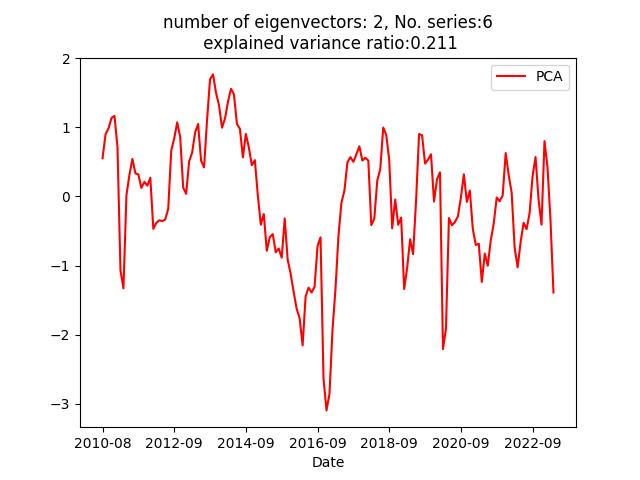 number of eigenvectors: 2, No. series:6
explained variance ratio:0.211
PCA
2
1
0
−1
−2
−3
2010-08 2012-09 2014-09 2016-09 2018-09 2020-09 2022-09
Date